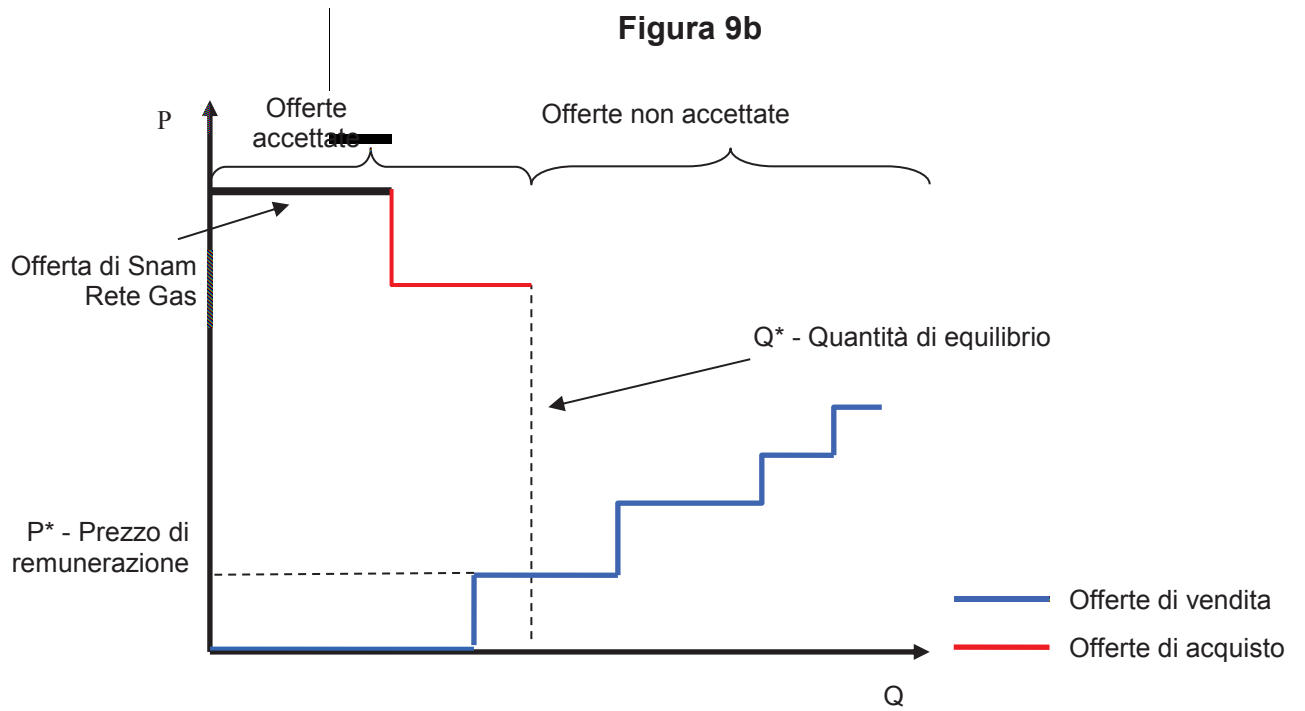 Figura 9b
P
Offerte
accettate
Offerte non accettate
Offerta di Snam
Rete Gas
Q* - Quantità di equilibrio
P* - Prezzo di
remunerazione
Offerte di vendita
Offerte di acquisto
Q